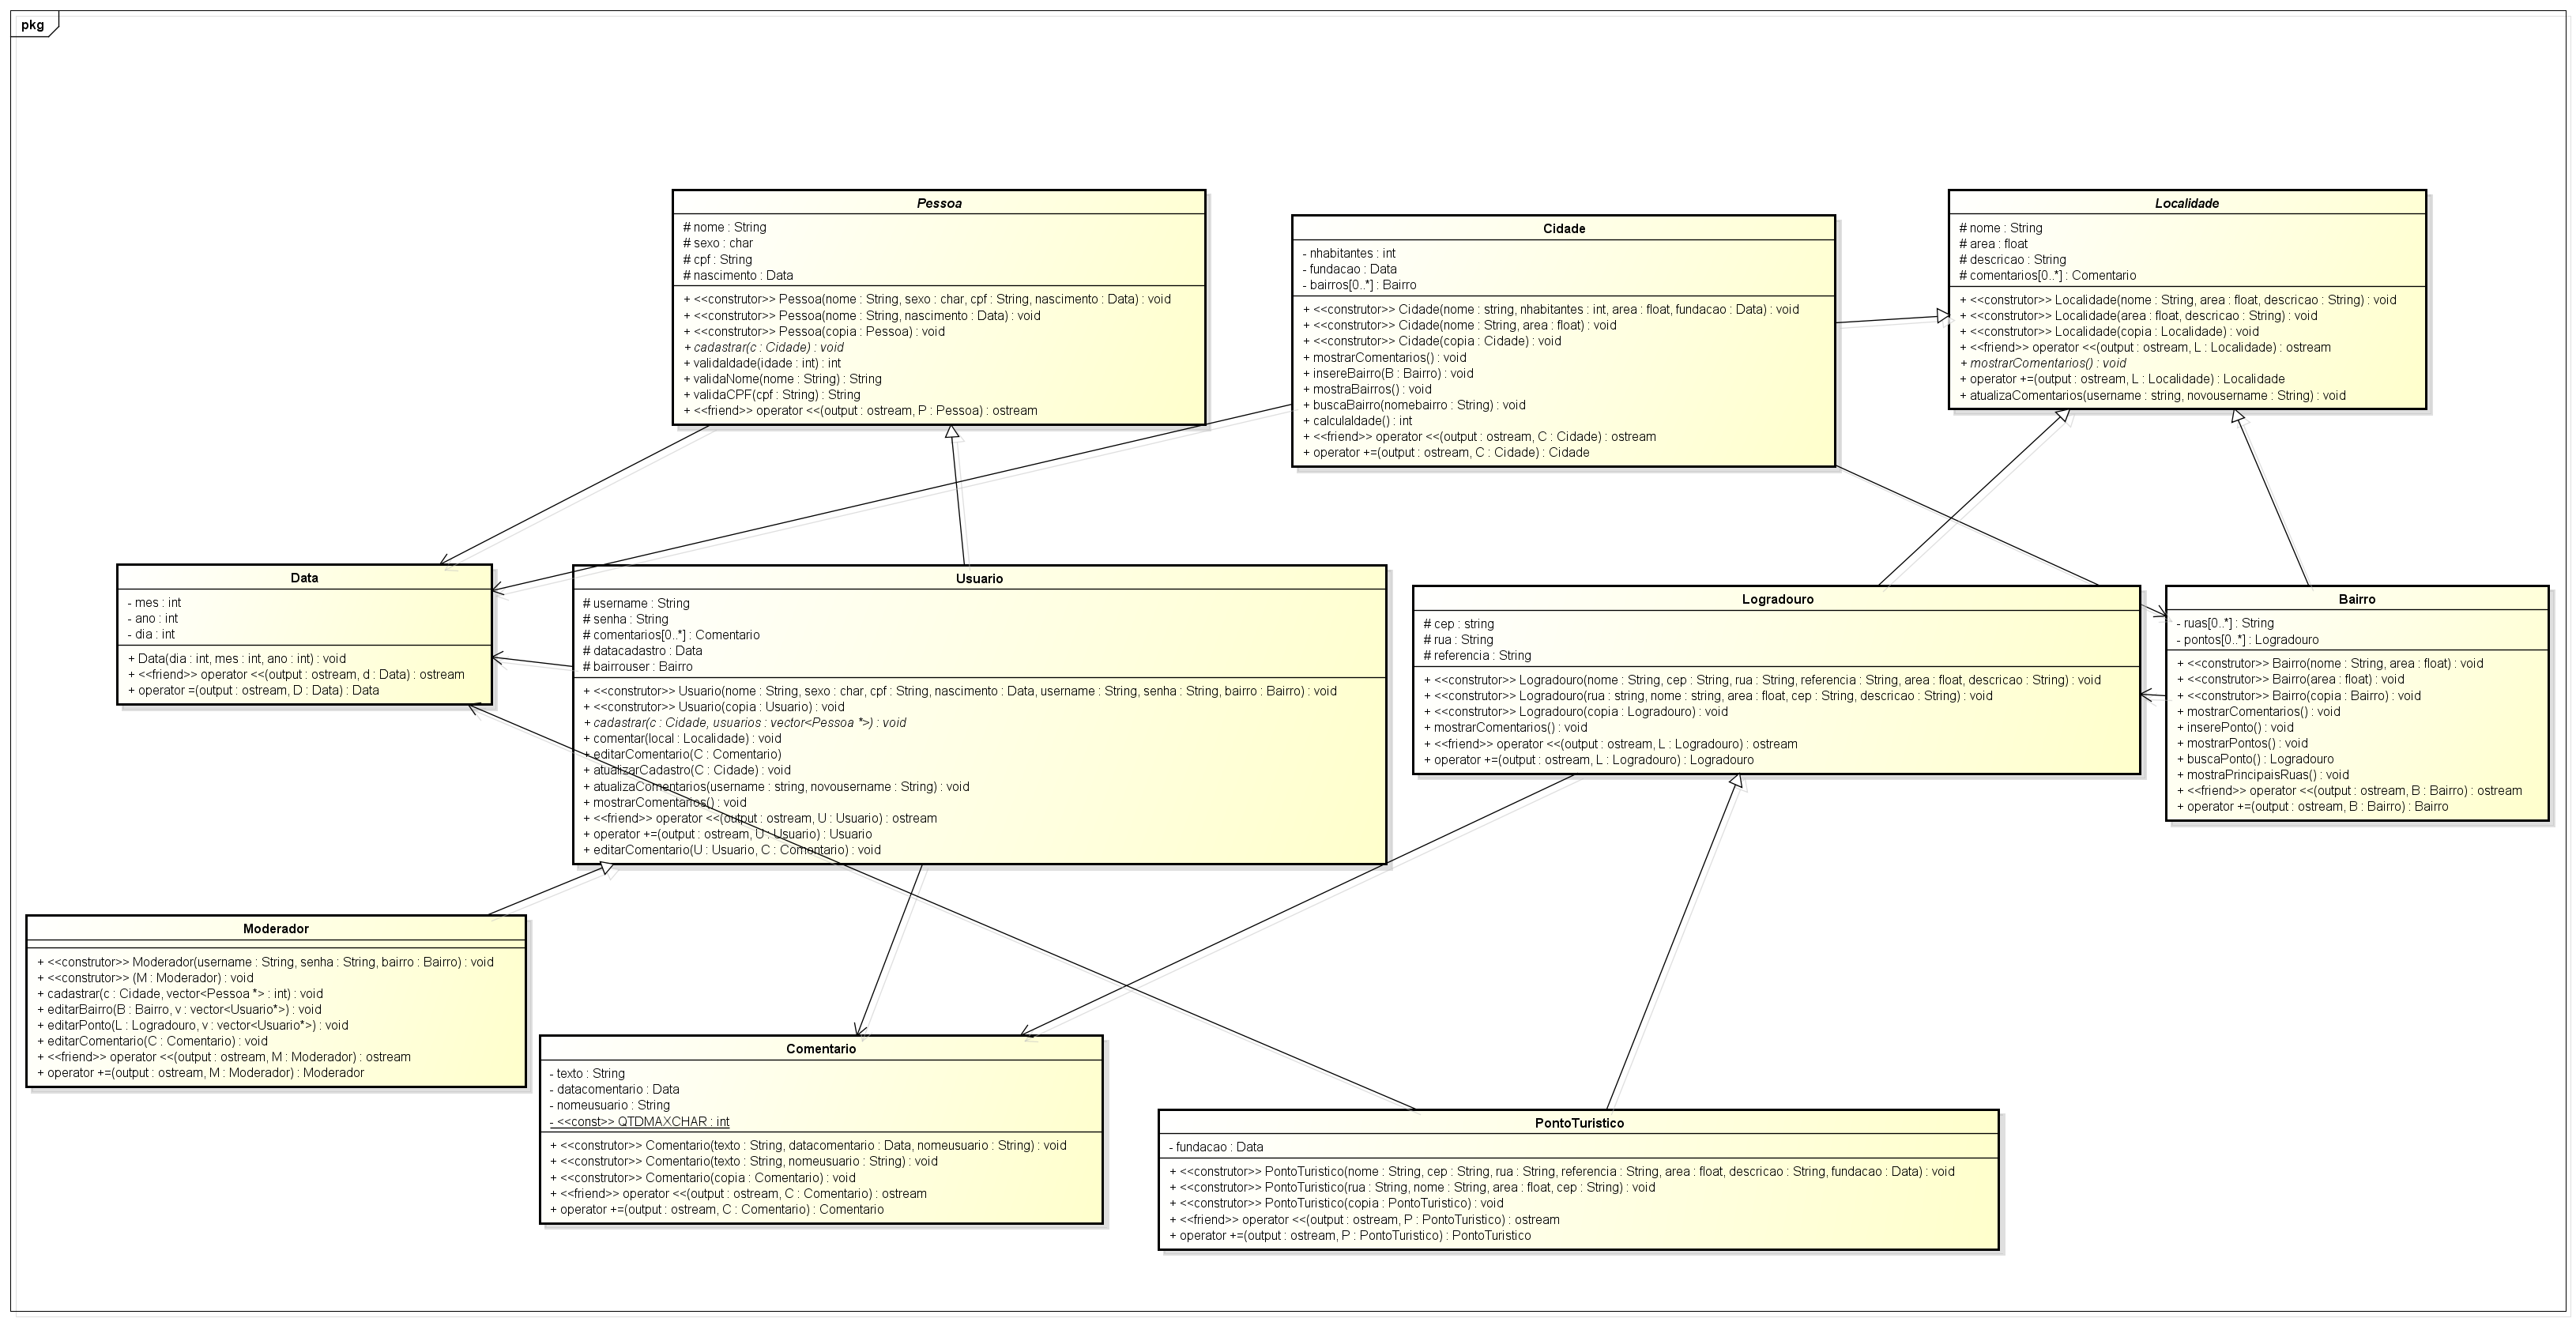 pkg
Pessoa
# nome : String
# sexo : char
# cpf : String
# nascimento : Data
+ <<construtor>> Pessoa(nome : String, sexo : char, cpf : String, nascimento : Data) : void
+ <<construtor>> Pessoa(nome : String, nascimento : Data) : void
+ <<construtor>> Pessoa(copia : Pessoa) : void
+ cadastrar(c : Cidade) : void
+ validaIdade(idade : int) : int
+ validaNome(nome : String) : String
+ validaCPF(cpf : String) : String
+ <<friend>> operator <<(output : ostream, P : Pessoa) : ostream
Cidade
- nhabitantes : int
- fundacao : Data
- bairros[0..*] : Bairro
+ <<construtor>> Cidade(nome : string, nhabitantes : int, area : float, fundacao : Data) : void
+ <<construtor>> Cidade(nome : String, area : float) : void
+ <<construtor>> Cidade(copia : Cidade) : void
+ mostrarComentarios() : void
+ insereBairro(B : Bairro) : void
+ mostraBairros() : void
+ buscaBairro(nomebairro : String) : void
+ calculaIdade() : int
+ <<friend>> operator <<(output : ostream, C : Cidade) : ostream
+ operator +=(output : ostream, C : Cidade) : Cidade
Localidade
# nome : String
# area : float
# descricao : String
# comentarios[0..*] : Comentario
+ <<construtor>> Localidade(nome : String, area : float, descricao : String) : void
+ <<construtor>> Localidade(area : float, descricao : String) : void
+ <<construtor>> Localidade(copia : Localidade) : void
+ <<friend>> operator <<(output : ostream, L : Localidade) : ostream
+ mostrarComentarios() : void
+ operator +=(output : ostream, L : Localidade) : Localidade
+ atualizaComentarios(username : string, novousername : String) : void
Data
- mes : int
- ano : int
- dia : int
+ Data(dia : int, mes : int, ano : int) : void
+ <<friend>> operator <<(output : ostream, d : Data) : ostream
+ operator =(output : ostream, D : Data) : Data
Usuario
# username : String
# senha : String
# comentarios[0..*] : Comentario
# datacadastro : Data
# bairrouser : Bairro
+ <<construtor>> Usuario(nome : String, sexo : char, cpf : String, nascimento : Data, username : String, senha : String, bairro : Bairro) : void
+ <<construtor>> Usuario(copia : Usuario) : void
+ cadastrar(c : Cidade, usuarios : vector<Pessoa *>) : void
+ comentar(local : Localidade) : void
+ editarComentario(C : Comentario)
+ atualizarCadastro(C : Cidade) : void
+ atualizaComentarios(username : string, novousername : String) : void
+ mostrarComentarios() : void
+ <<friend>> operator <<(output : ostream, U : Usuario) : ostream
+ operator +=(output : ostream, U : Usuario) : Usuario
+ editarComentario(U : Usuario, C : Comentario) : void
Logradouro
# cep : string
# rua : String
# referencia : String
+ <<construtor>> Logradouro(nome : String, cep : String, rua : String, referencia : String, area : float, descricao : String) : void
+ <<construtor>> Logradouro(rua : string, nome : string, area : float, cep : String, descricao : String) : void
+ <<construtor>> Logradouro(copia : Logradouro) : void
+ mostrarComentarios() : void
+ <<friend>> operator <<(output : ostream, L : Logradouro) : ostream
+ operator +=(output : ostream, L : Logradouro) : Logradouro
Bairro
- ruas[0..*] : String
- pontos[0..*] : Logradouro
+ <<construtor>> Bairro(nome : String, area : float) : void
+ <<construtor>> Bairro(area : float) : void
+ <<construtor>> Bairro(copia : Bairro) : void
+ mostrarComentarios() : void
+ inserePonto() : void
+ mostrarPontos() : void
+ buscaPonto() : Logradouro
+ mostraPrincipaisRuas() : void
+ <<friend>> operator <<(output : ostream, B : Bairro) : ostream
+ operator +=(output : ostream, B : Bairro) : Bairro
Moderador
+ <<construtor>> Moderador(username : String, senha : String, bairro : Bairro) : void
+ <<construtor>> (M : Moderador) : void
+ cadastrar(c : Cidade, vector<Pessoa *> : int) : void
+ editarBairro(B : Bairro, v : vector<Usuario*>) : void
+ editarPonto(L : Logradouro, v : vector<Usuario*>) : void
+ editarComentario(C : Comentario) : void
+ <<friend>> operator <<(output : ostream, M : Moderador) : ostream
+ operator +=(output : ostream, M : Moderador) : Moderador
Comentario
- texto : String
- datacomentario : Data
- nomeusuario : String
- <<const>> QTDMAXCHAR : int
+ <<construtor>> Comentario(texto : String, datacomentario : Data, nomeusuario : String) : void
+ <<construtor>> Comentario(texto : String, nomeusuario : String) : void
+ <<construtor>> Comentario(copia : Comentario) : void
+ <<friend>> operator <<(output : ostream, C : Comentario) : ostream
+ operator +=(output : ostream, C : Comentario) : Comentario
PontoTuristico
- fundacao : Data
+ <<construtor>> PontoTuristico(nome : String, cep : String, rua : String, referencia : String, area : float, descricao : String, fundacao : Data) : void
+ <<construtor>> PontoTuristico(rua : String, nome : String, area : float, cep : String) : void
+ <<construtor>> PontoTuristico(copia : PontoTuristico) : void
+ <<friend>> operator <<(output : ostream, P : PontoTuristico) : ostream
+ operator +=(output : ostream, P : PontoTuristico) : PontoTuristico